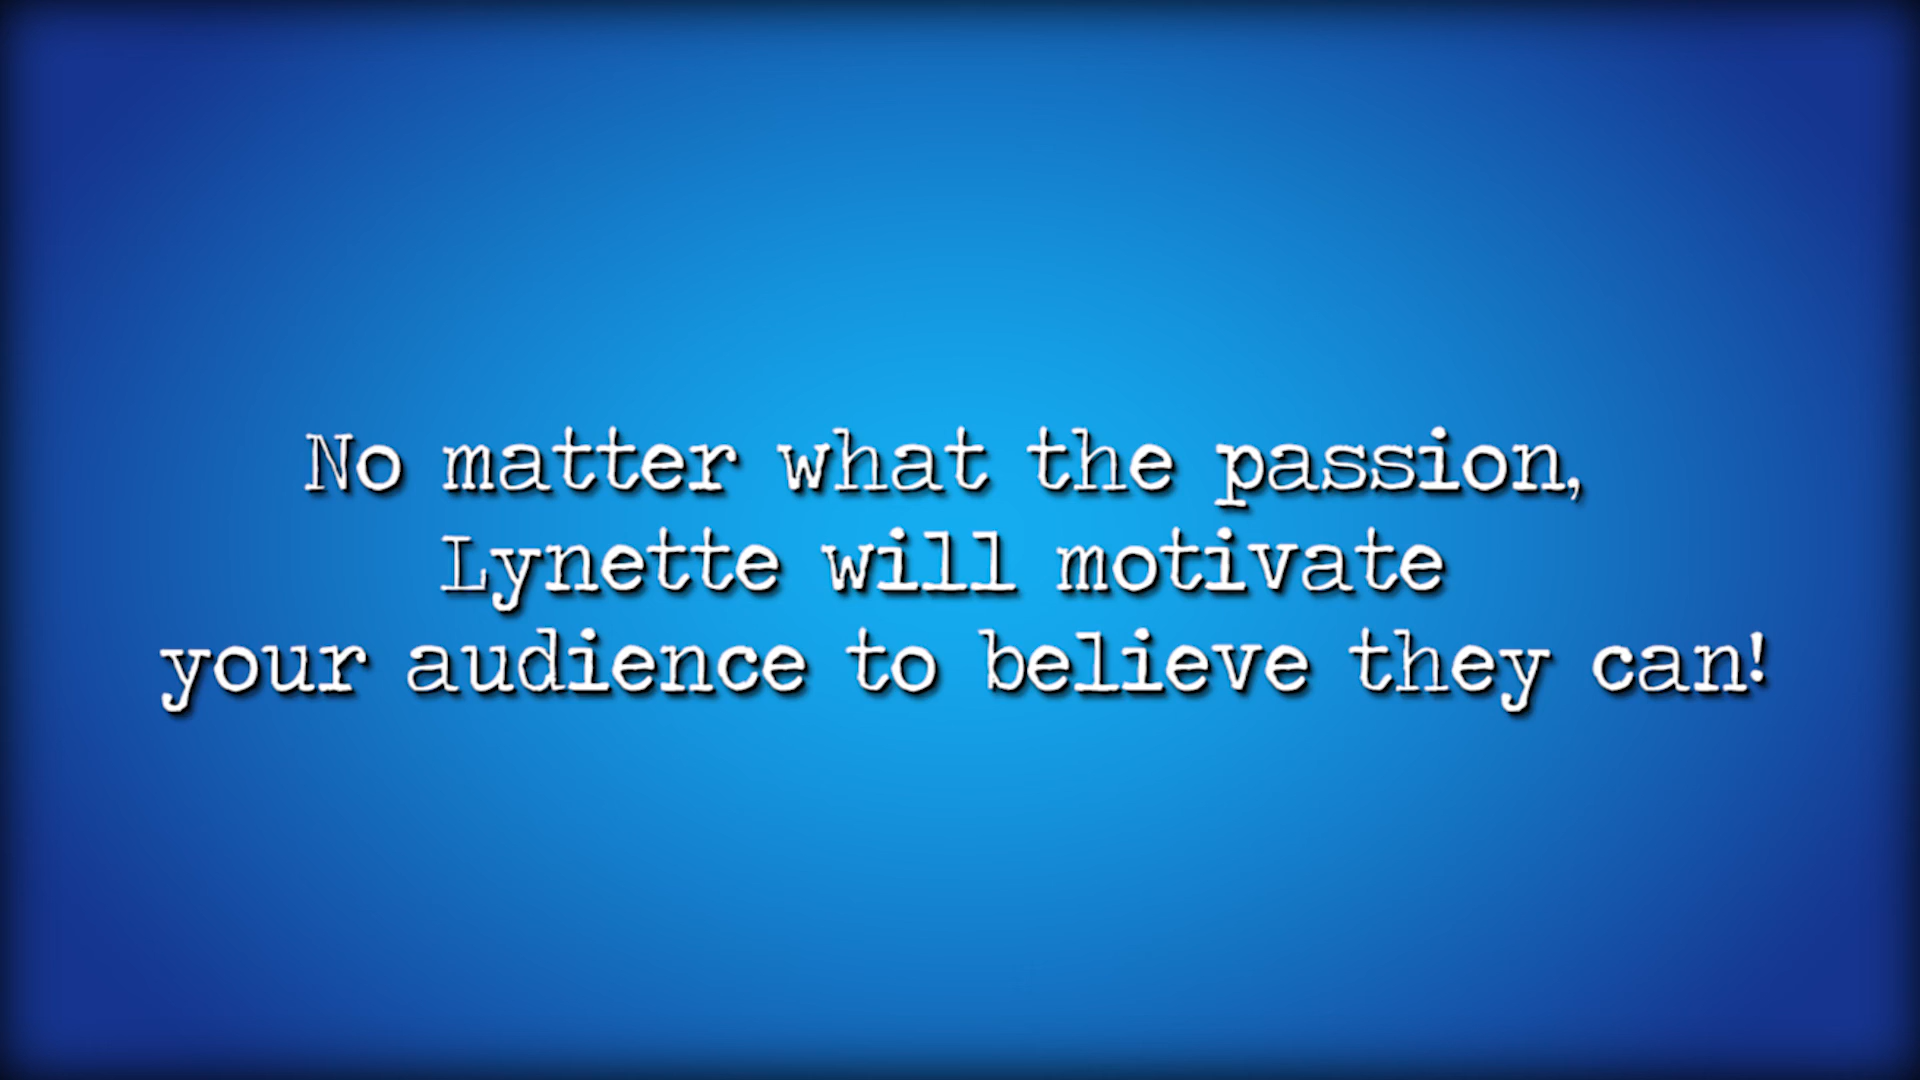 No matter what the passion,
Lynette will motivate
your audience to believe they can!